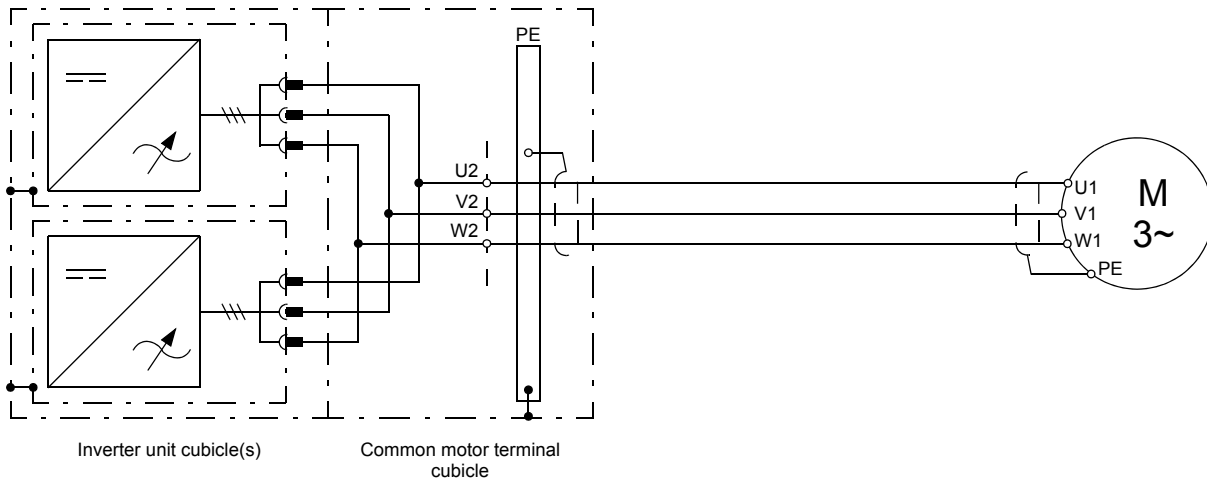 PE
U2
V2
W2
U1
V1
W1
PE
M
3~
Inverter unit cubicle(s)
Common motor terminal
cubicle